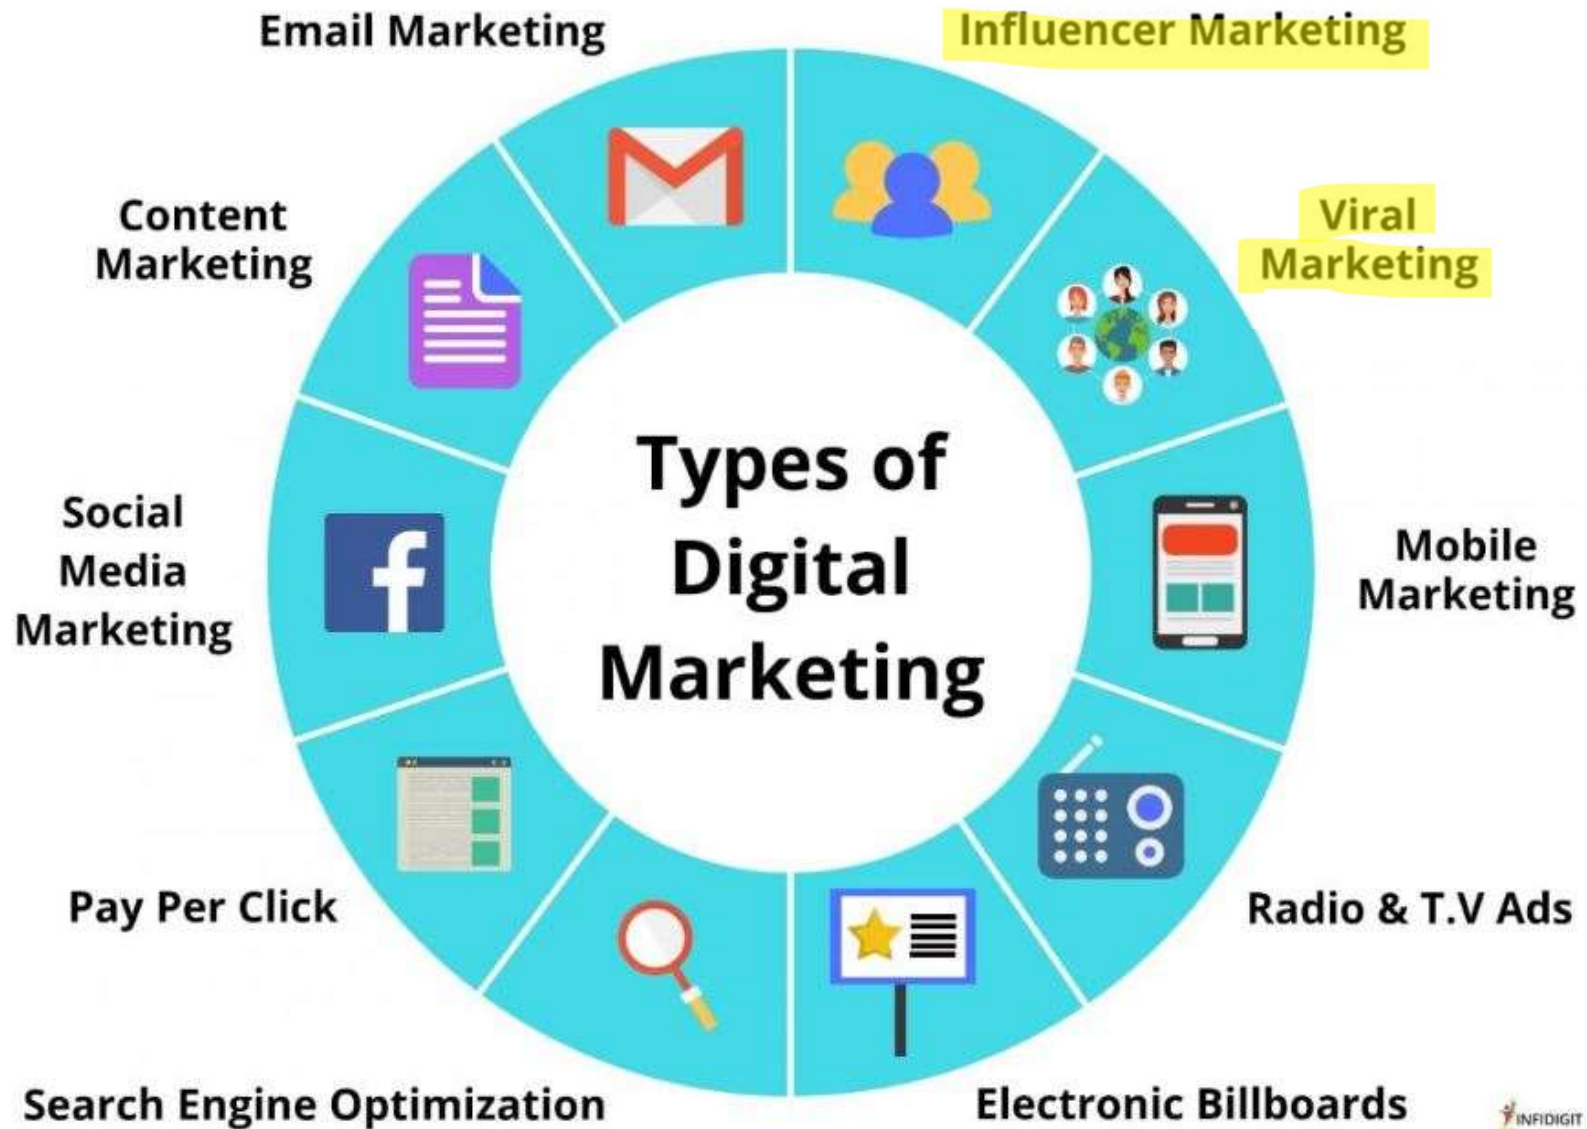 Email Marketing
Influencer Marketing
Content
Marketing
Viral
Marketing
Types of
Digital
Marketing
Social
Media
Marketing
Mobile
Marketing
Pay Per Click
Radio & T.V Ads
Search Engine Optimization
Electronic Billboards
INFIDIGIT